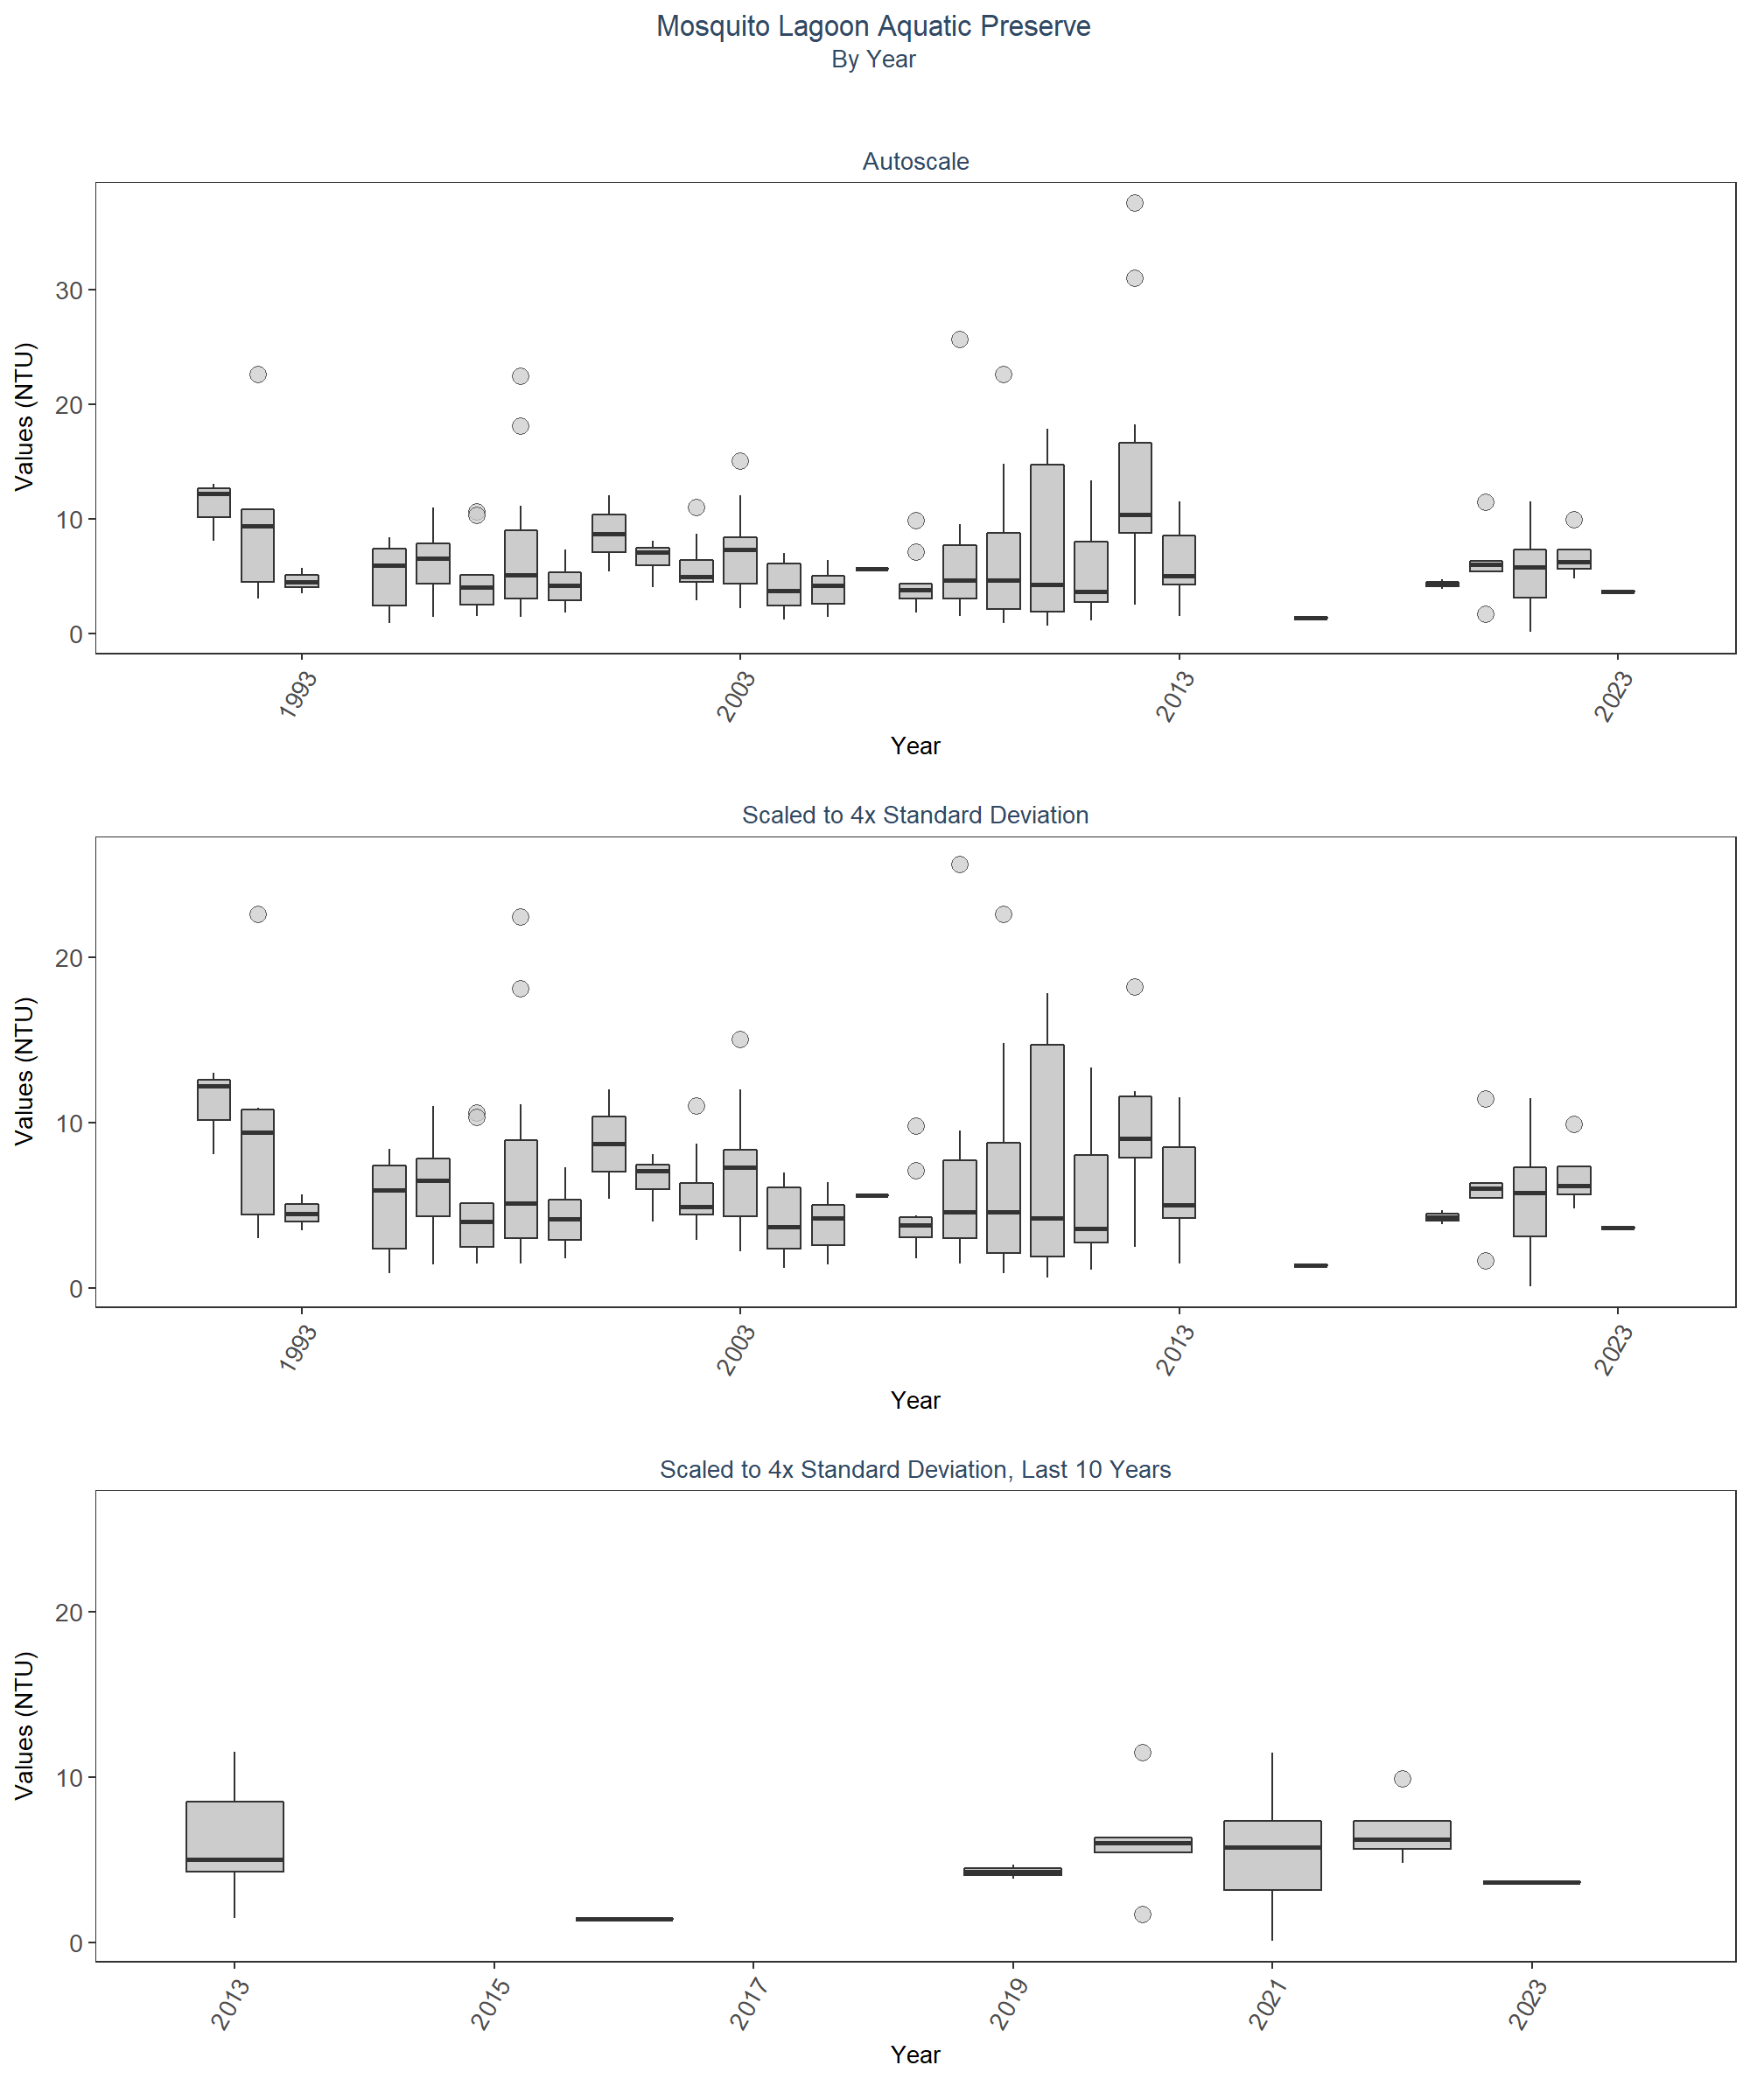 Mosquito Lagoon Aquatic Preserve
By Year
Autoscale
Values (NTU)
30
20
10
0
1993
2003
2013
2023
Year
Scaled to 4x Standard Deviation
Values (NTU)
20
10
0
1993
2003
2013
2023
Year
Scaled to 4x Standard Deviation, Last 10 Years
Values (NTU)
20
10
0
2013
2015
2017
2019
2021
2023
Year